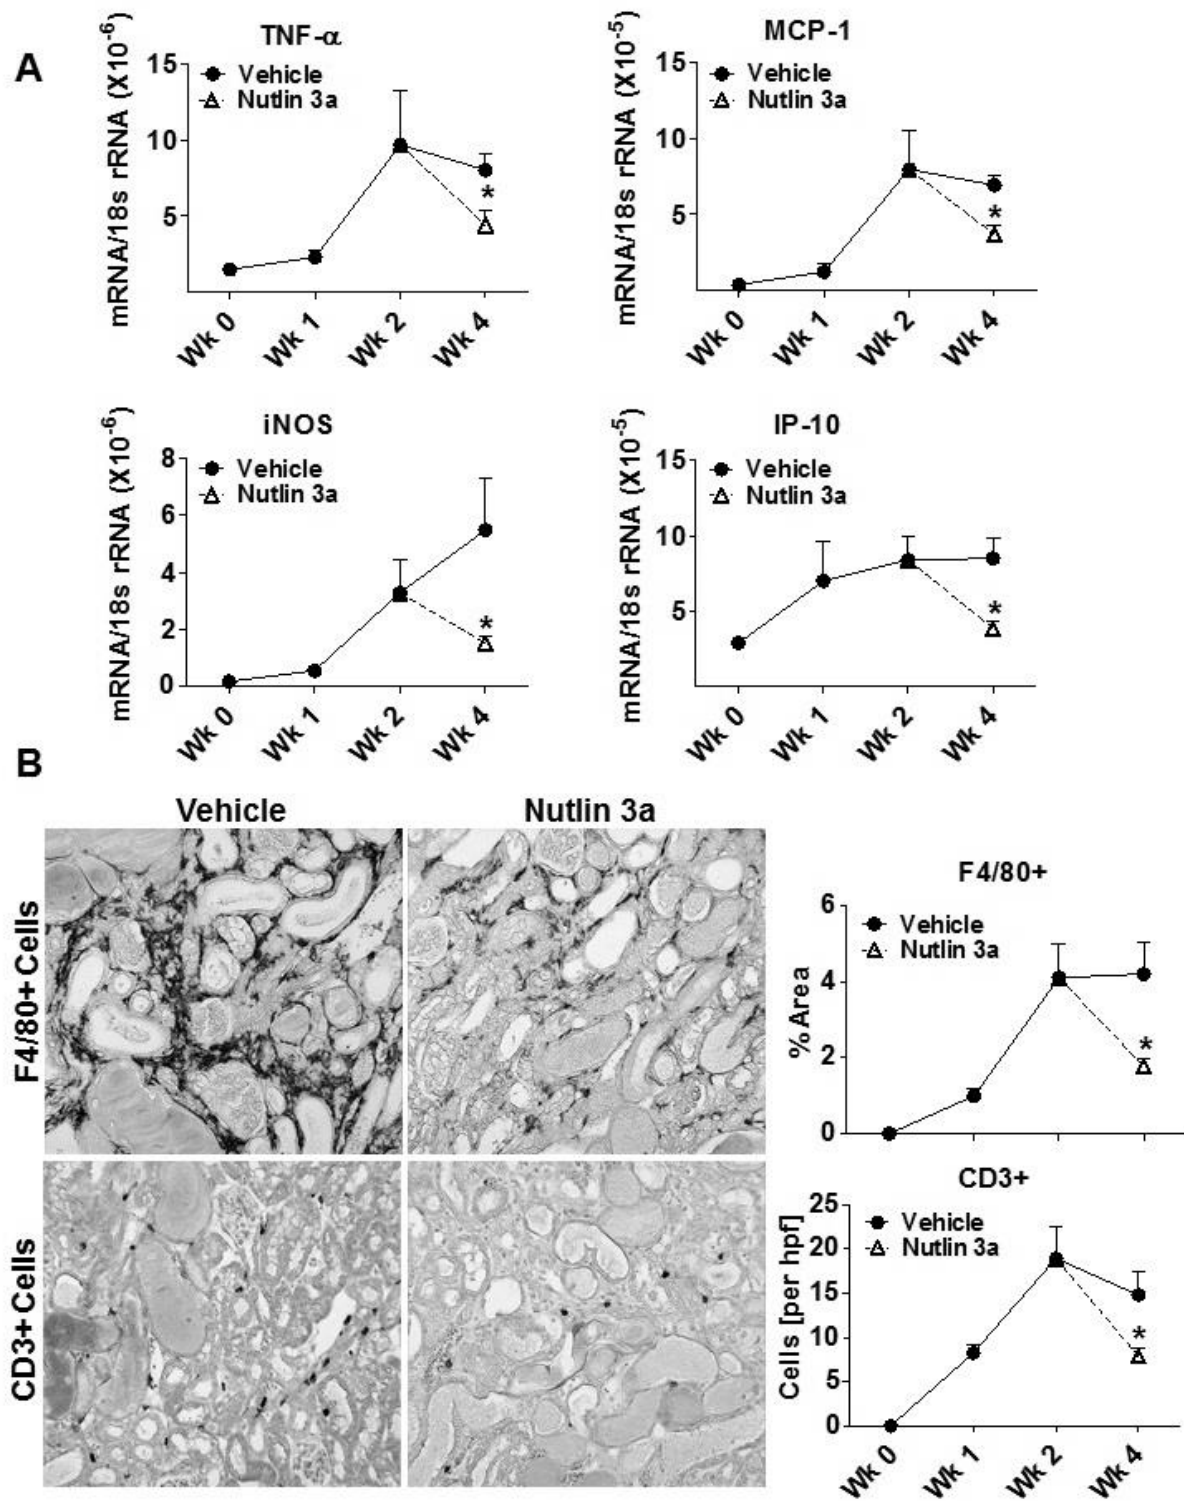 A
TNF-α
mRNA/18s rRNA (X10-6)
15
10
5
Vehicle
Nutlin 3a
*
Wk 0
Wk 1
Wk 2
Wk 4
MCP-1
mRNA/18s rRNA (X10-5)
15
10
5
Vehicle
Nutlin 3a
*
Wk 0
Wk 1
Wk 2
Wk 4
iNOS
mRNA/18s rRNA (X10-6)
8
6
4
2
0
Vehicle
Nutlin 3a
*
Wk 0
Wk 1
Wk 2
Wk 4
IP-10
mRNA/18s rRNA (X10-5)
15
10
5
Vehicle
Nutlin 3a
*
Wk 0
Wk 1
Wk 2
Wk 4
B
Vehicle
Nutlin 3a
F4/80+ Cells
CD3+ Cells
F4/80+
%Area
6
4
2
0
Vehicle
Nutlin 3a
*
CD3+
Cells [per hpf]
25
20
15
10
5
0
Vehicle
Nutlin 3a
*
Wk 0
Wk 1
Wk 2
Wk 4